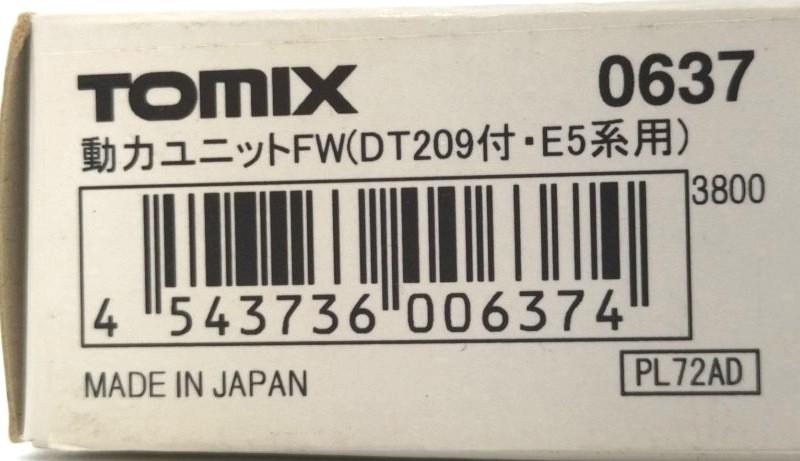 TOMIX 0637
動力ユニットFW(DT209付・E5系用)
3800
4 543736 006374
MADE IN JAPAN
PL72AD